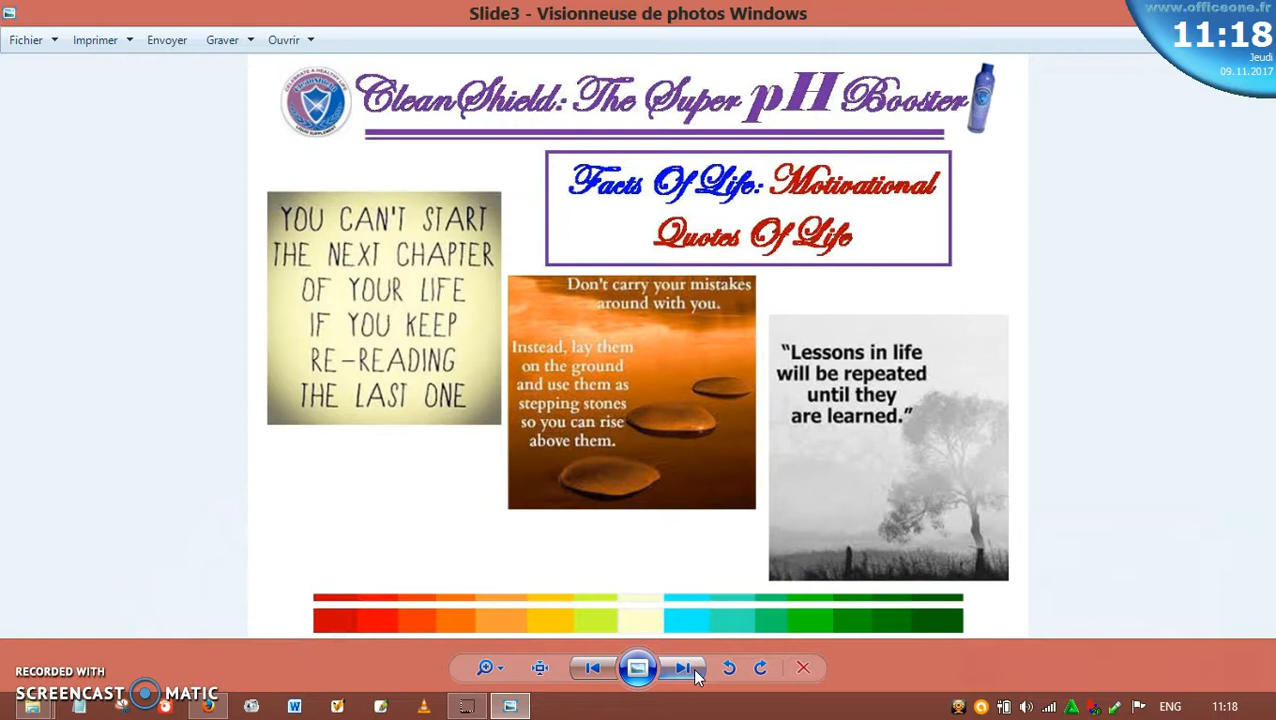 Slide3 - Visionneuse de photos Windows
www.officeone.fr
11:18
Jeudi
09.11.2017
Fichier
Imprimer
Envoyer
Graver
Ouvrir
CleanShield: The Super pH Booster
Facts Of Life: Motivational
Quotes Of Life
YOU CAN'T START
THE NEXT CHAPTER
OF YOUR LIFE
IF YOU KEEP
RE-READING
THE LAST ONE
Don't carry your mistakes
around with you.
Instead, lay them
on the ground
and use them as
stepping stones
so you can rise
above them.
"Lessons in life
will be repeated
until they
are learned."
RECORDED WITH
SCREENCAST MATIC
ENG
11:18